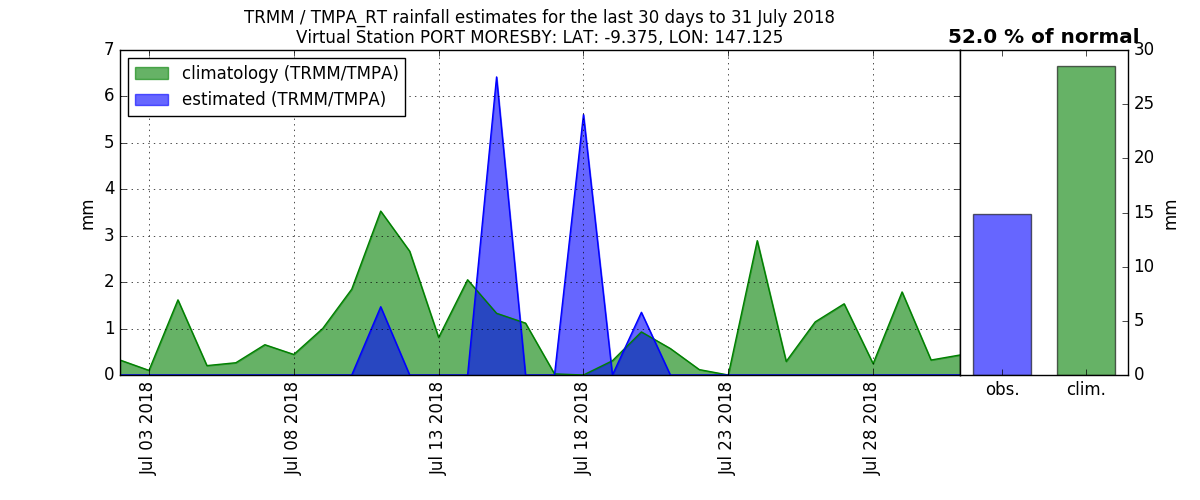 TRMM / TMPA_RT rainfall estimates for the last 30 days to 31 July 2018
Virtual Station PORT MORESBY: LAT: -9.375, LON: 147.125
52.0 % of normal
climatology (TRMM/TMPA)
estimated (TRMM/TMPA)
7
6
5
4
3
2
1
0
mm
Jul 03 2018
Jul 08 2018
Jul 13 2018
Jul 18 2018
Jul 23 2018
Jul 28 2018
obs.
clim.
30
25
20
15
10
5
0
mm